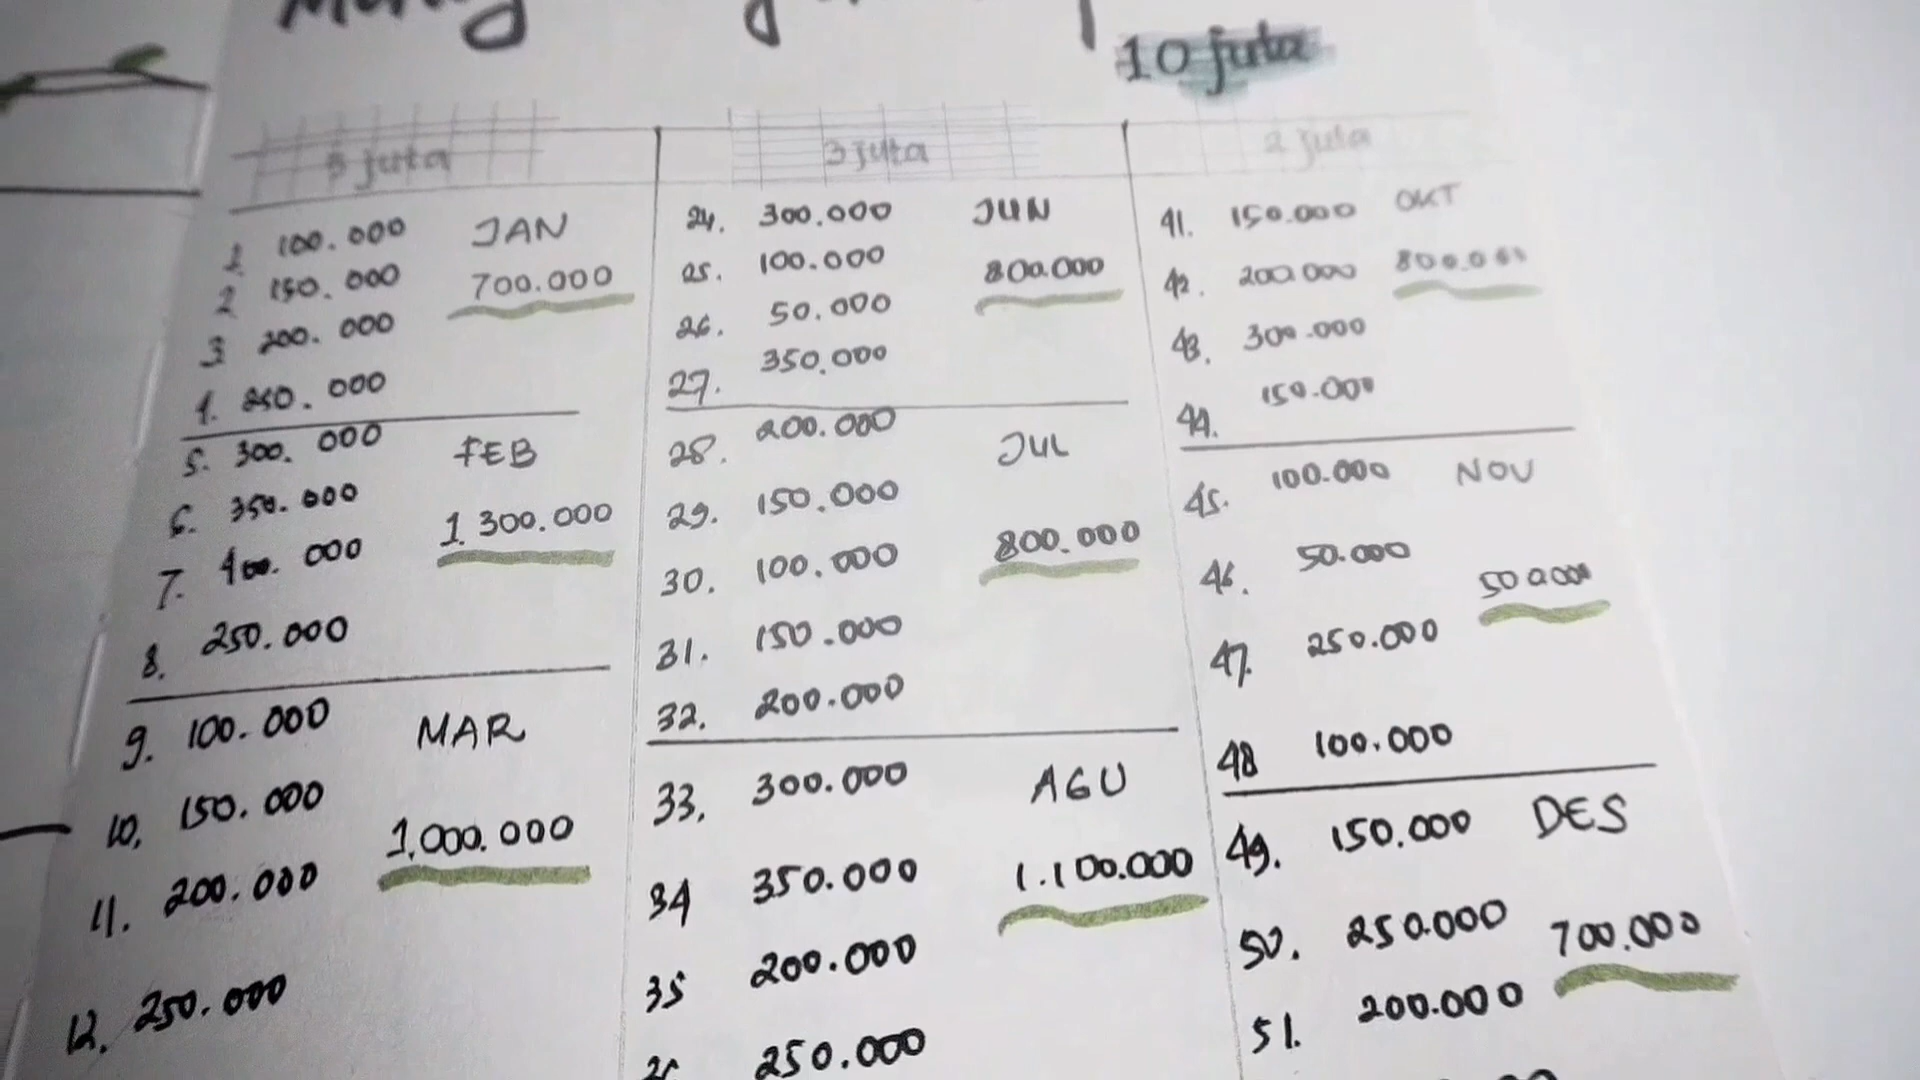 10 juta
5 juta
1. 100.000 JAN
2. 150.000 700.000
3. 200.000
4. 250.000
5. 300.000 FEB
6. 350.000
7. 400.000 1.300.000
8. 250.000
9. 100.000 MAR
10. 150.000
11. 200.000 1.000.000
12. 250.000
3 juta
24. 300.000 JUN
25. 100.000 800.000
26. 50.000
27. 350.000
28. 200.000 JUL
29. 150.000
30. 100.000 800.000
31. 150.000
32. 200.000
33. 300.000 AGU
34 350.000 1.100.000
35 200.000
250.000
2 juta
41. 150.000 OKT
42. 200.000 800.000
43. 300.000
44. 150.000
45. 100.000 NOV
46. 50.000 500.000
47. 250.000
48 100.000
49. 150.000 DES
50. 250.000 700.000
51. 200.000